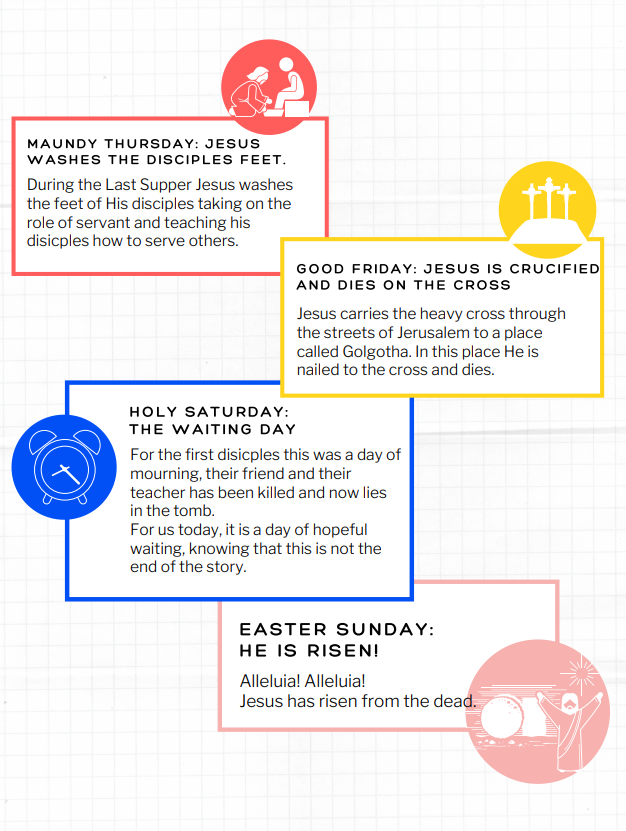 MAUNDY THURSDAY: JESUS
WASHES THE DISCIPLES FEET.
During the Last Supper Jesus washes
the feet of His disciples taking on the
role of servant and teaching his
disicples how to serve others.
GOOD FRIDAY: JESUS IS CRUCIFIED
AND DIES ON THE CROSS
Jesus carries the heavy cross through
the streets of Jerusalem to a place
called Golgotha. In this place He is
nailed to the cross and dies.
HOLY SATURDAY:
THE WAITING DAY
For the first disicples this was a day of
mourning, their friend and their
teacher has been killed and now lies
in the tomb.
For us today, it is a day of hopeful
waiting, knowing that this is not the
end of the story.
EASTER SUNDAY:
HE IS RISEN!
Alleluia! Alleluia!
Jesus has risen from the dead.